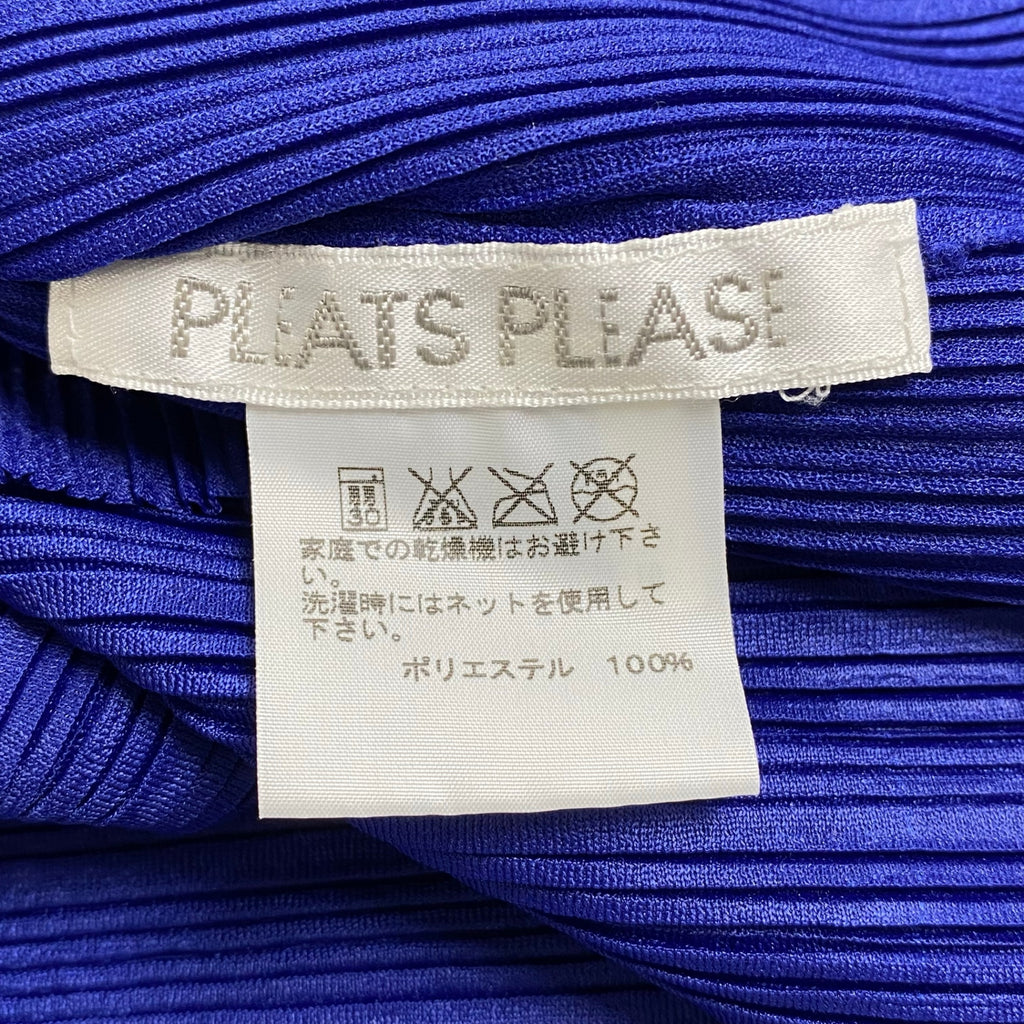 PLEATS PLEASE
30
家庭での乾燥機はお避け下さ
い。
洗濯時にはネットを使用して
下さい。
ポリエステル 100%